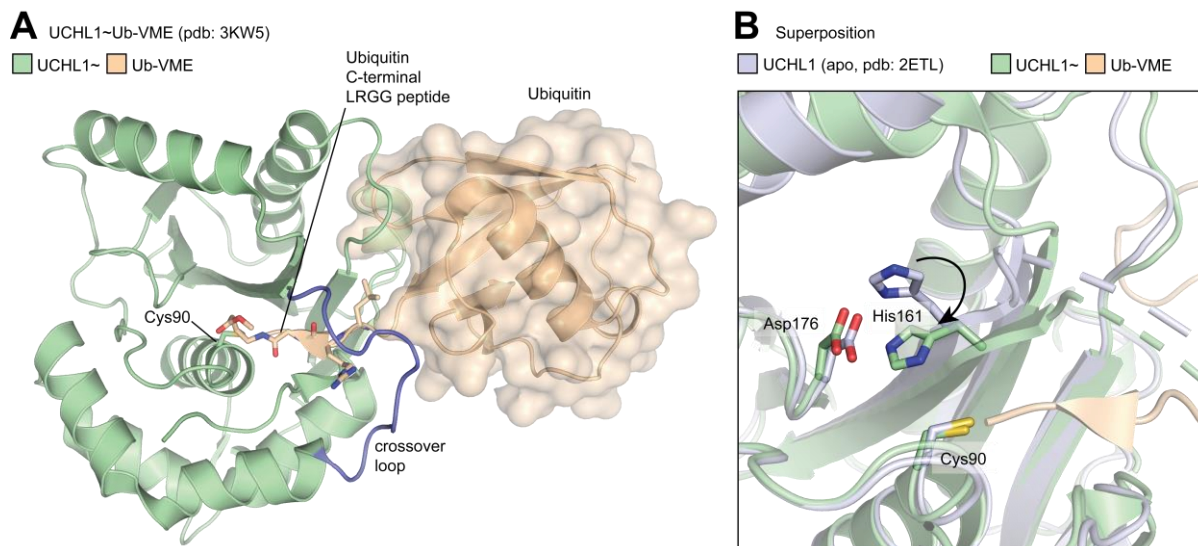 A
UCHL1~Ub-VME (pdb: 3KW5)
UCHL1~ Ub-VME
Ubiquitin
C-terminal
LRGG peptide
Ubiquitin
Cys90
crossover
loop
B
Superposition
UCHL1 (apo, pdb: 2ETL) UCHL1~ Ub-VME
Asp176
His161
Cys90